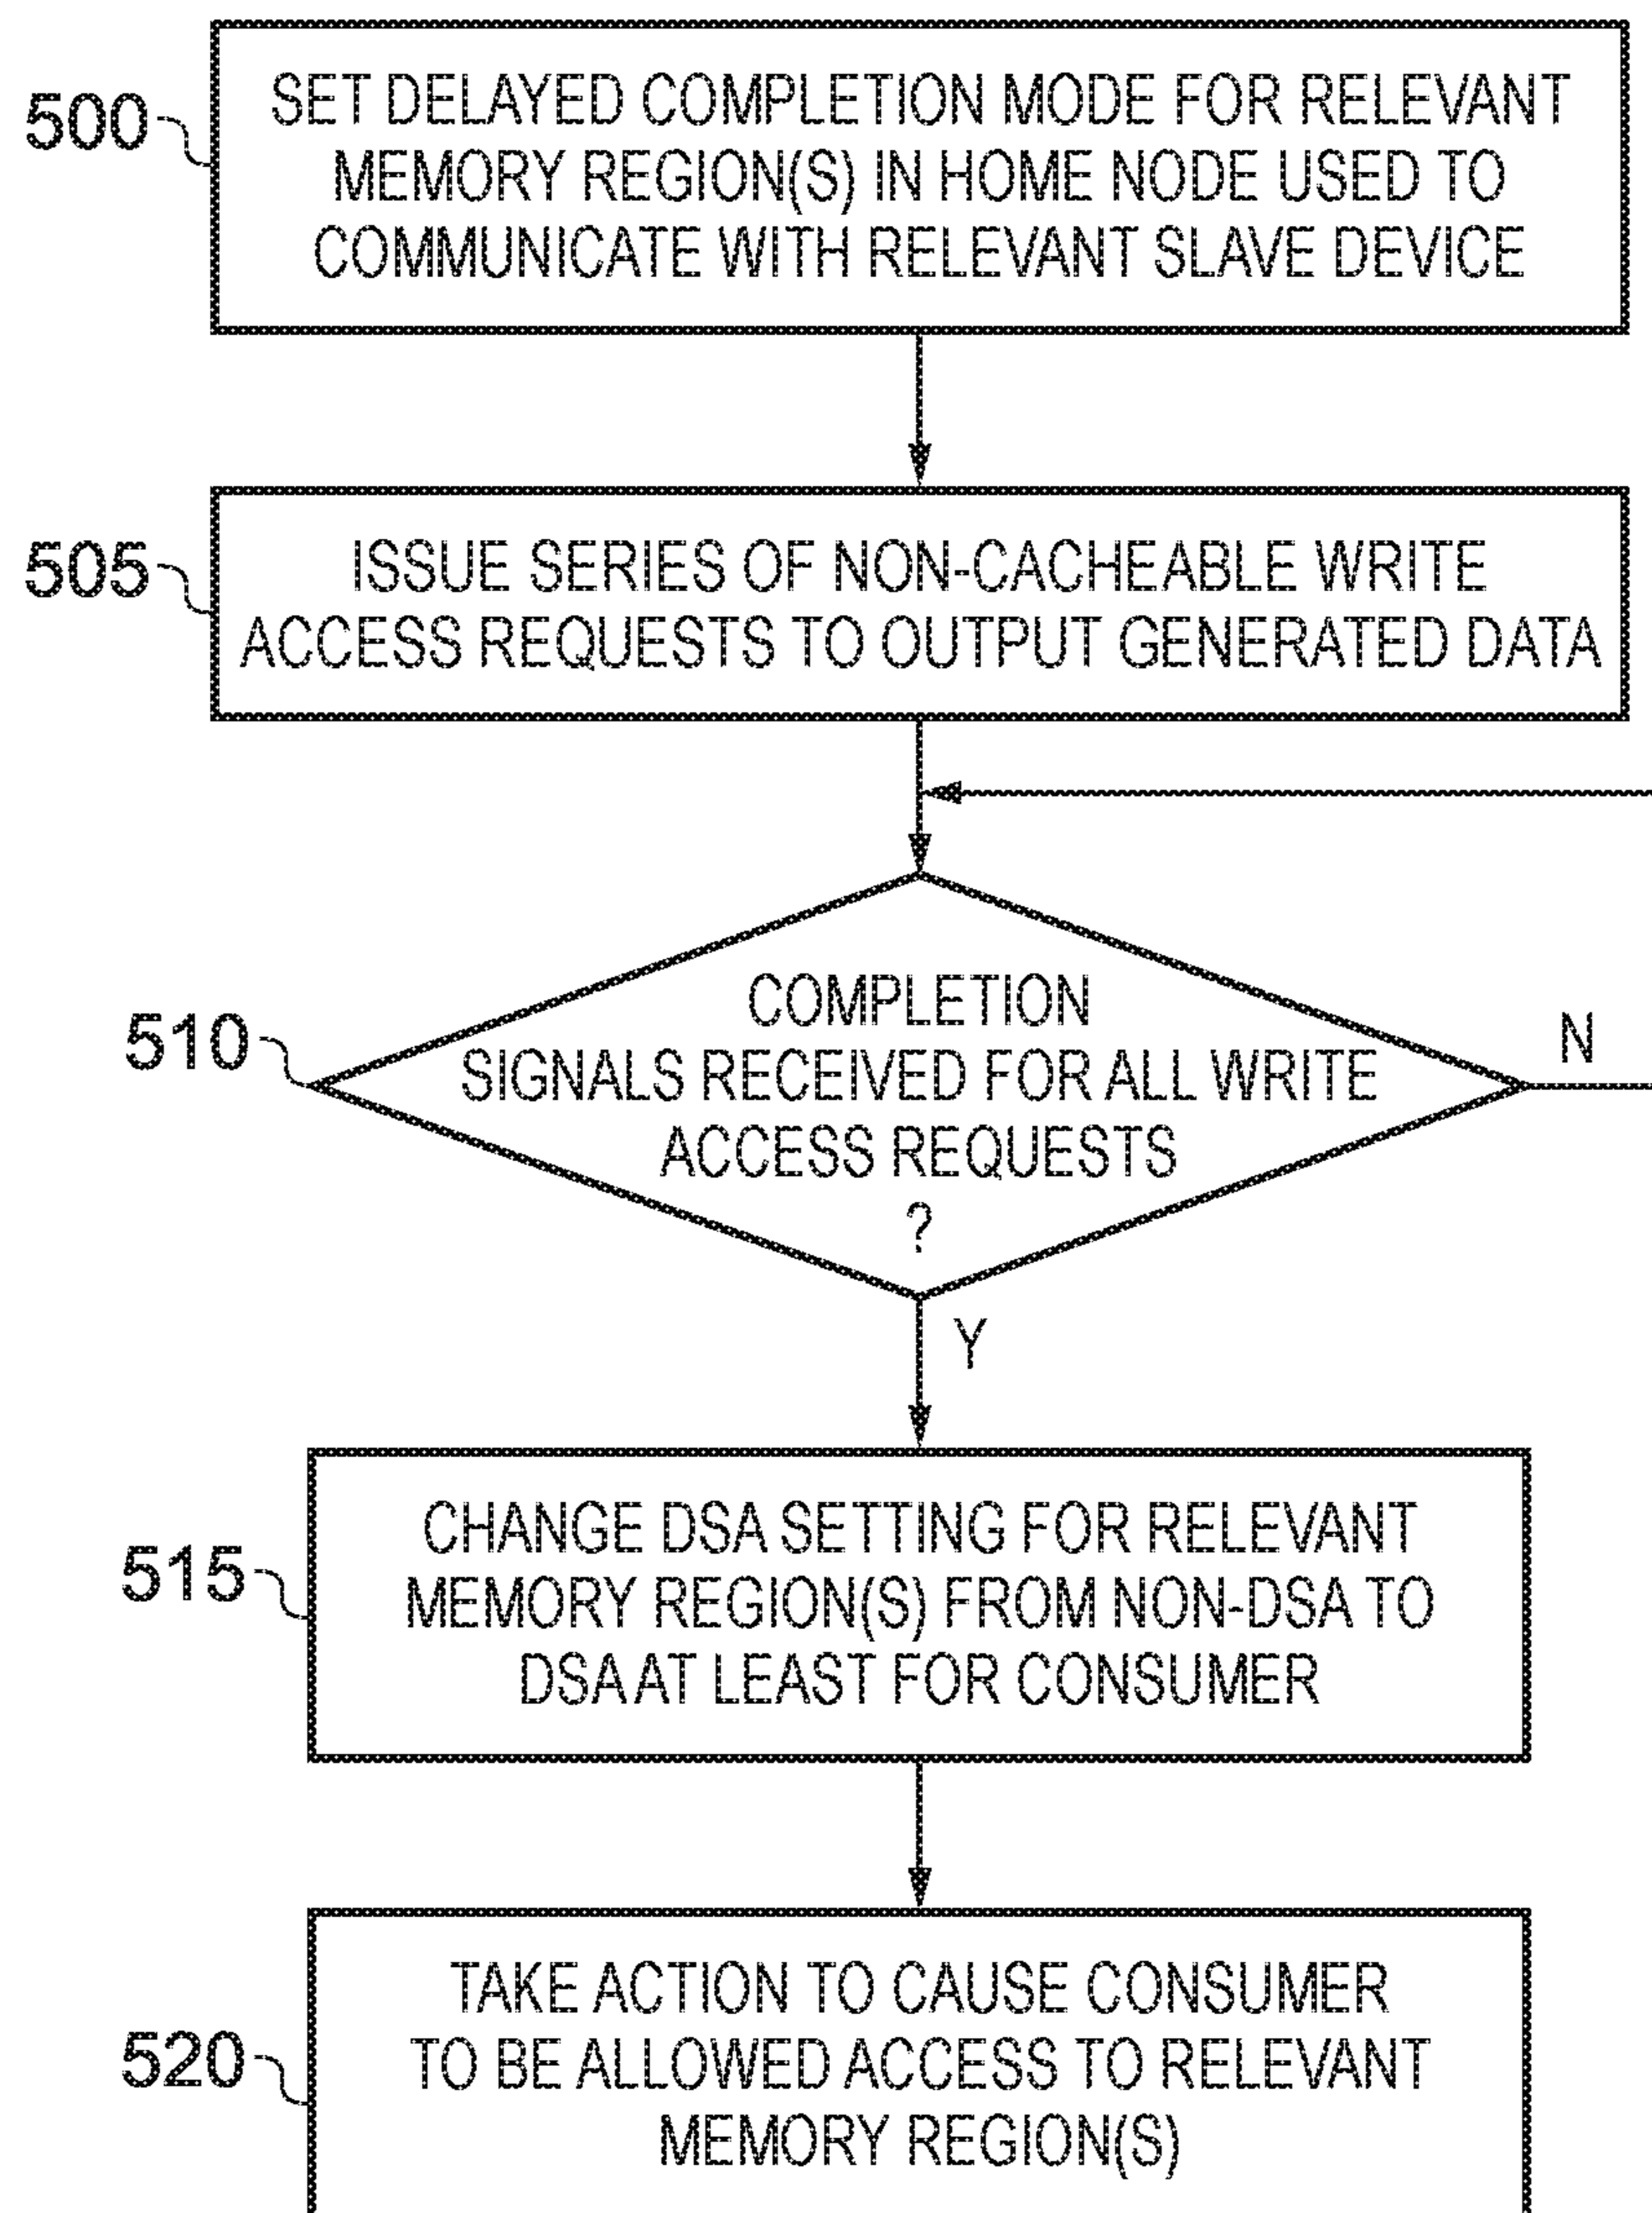 500
SET DELAYED COMPLETION MODE FOR RELEVANT
MEMORY REGION(S) IN HOME NODE USED TO
COMMUNICATE WITH RELEVANT SLAVE DEVICE
505
ISSUE SERIES OF NON-CACHEABLE WRITE
ACCESS REQUESTS TO OUTPUT GENERATED DATA
510
COMPLETION
SIGNALS RECEIVED FOR ALL WRITE
ACCESS REQUESTS
?
N
Y
515
CHANGE DSA SETTING FOR RELEVANT
MEMORY REGION(S) FROM NON-DSA TO
DSA AT LEAST FOR CONSUMER
520
TAKE ACTION TO CAUSE CONSUMER
TO BE ALLOWED ACCESS TO RELEVANT
MEMORY REGION(S)